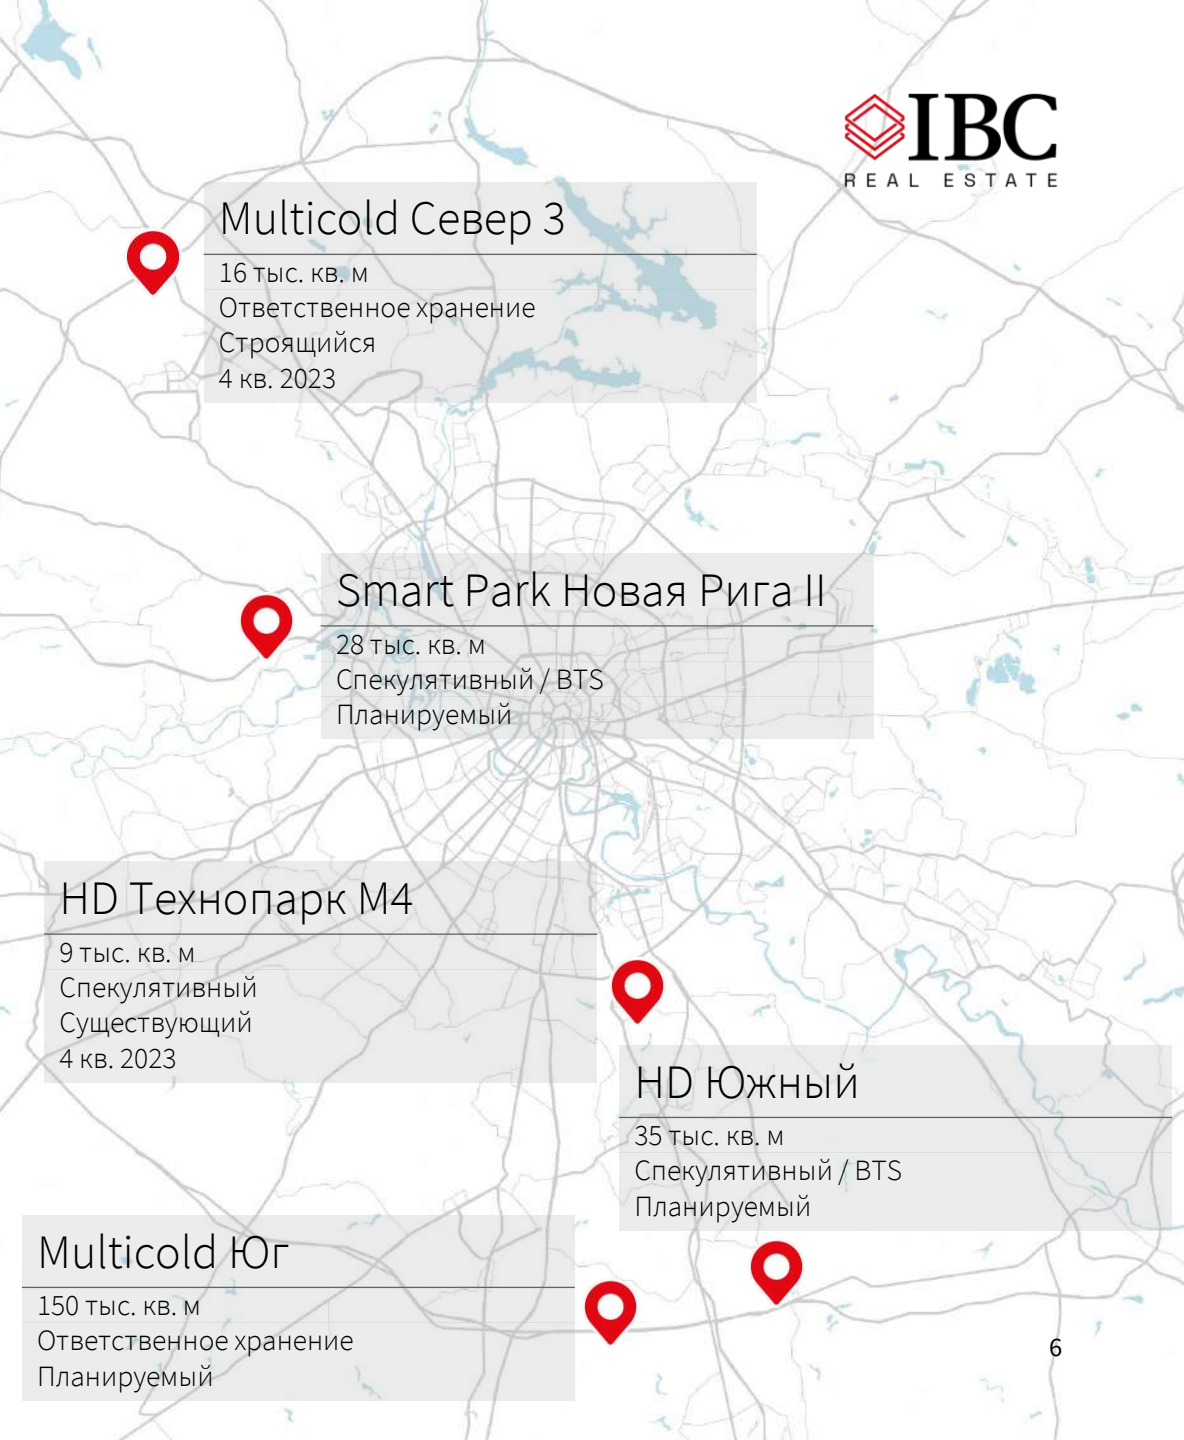 IBC
REAL ESTATE
Multicold Север 3
16 тыс. кв. м
Ответственное хранение
Строящийся
4 кв. 2023
Smart Park Новая Рига II
28 тыс. кв. м
Спекулятивный / BTS
Планируемый
HD Технопарк М4
9 тыс. кв. м
Спекулятивный
Существующий
4 кв. 2023
HD Южный
35 тыс. кв. м
Спекулятивный / BTS
Планируемый
Multicold Юг
150 тыс. кв. м
Ответственное хранение
Планируемый
6